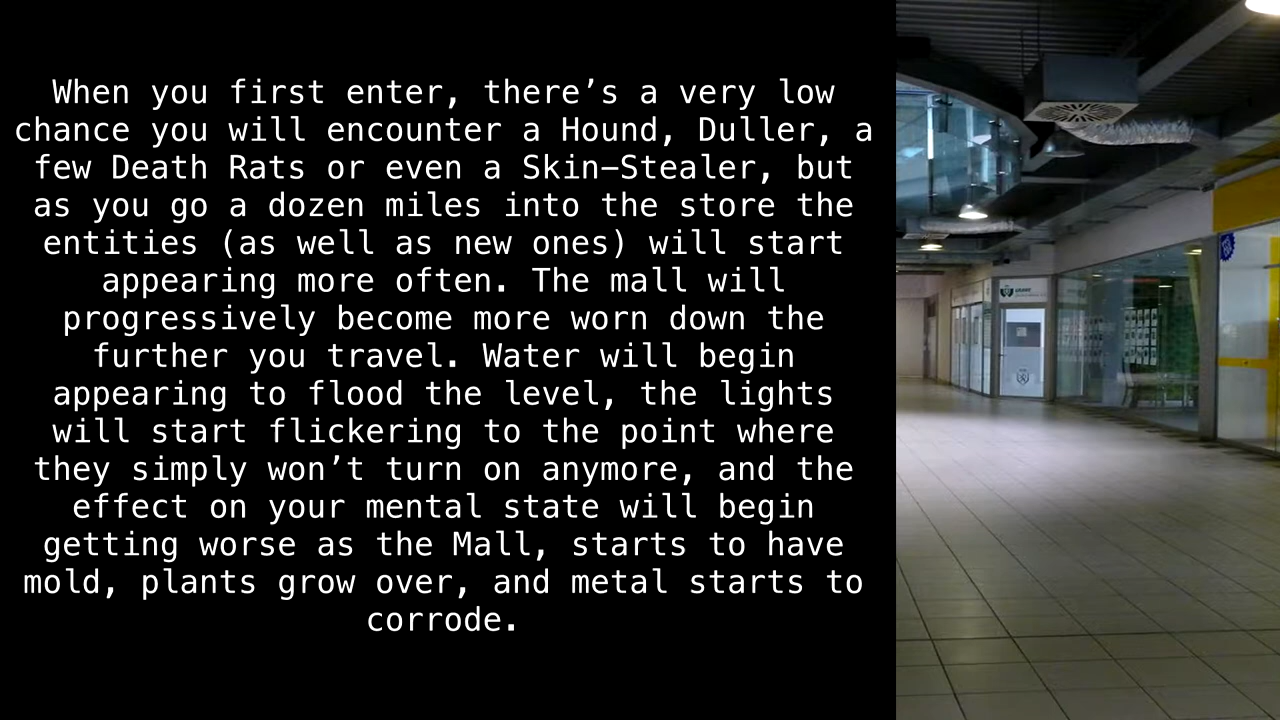 When you first enter, there’s a very low
chance you will encounter a Hound, Duller, a
few Death Rats or even a Skin–Stealer, but
as you go a dozen miles into the store the
entities (as well as new ones) will start
appearing more often. The mall will
progressively become more worn down the
further you travel. Water will begin
appearing to flood the level, the lights
will start flickering to the point where
they simply won’t turn on anymore, and the
effect on your mental state will begin
getting worse as the Mall, starts to have
mold, plants grow over, and metal starts to
corrode.